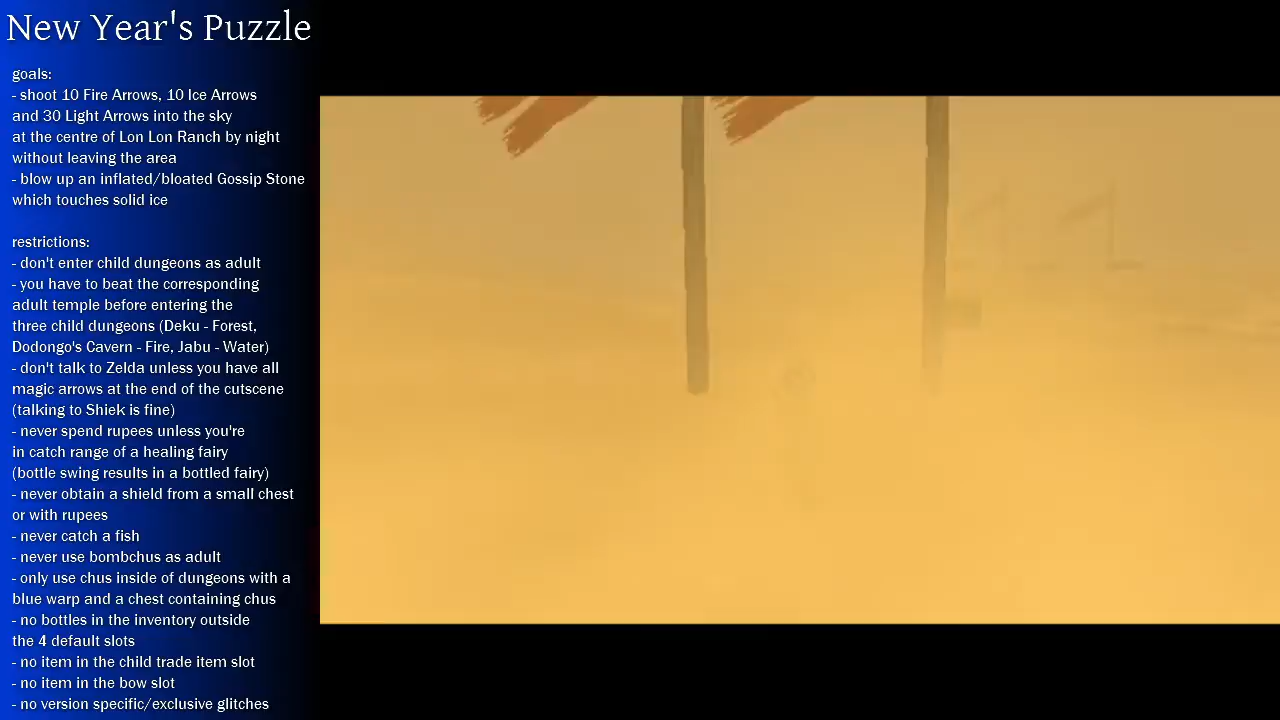 New Year's Puzzle
goals:
- shoot 10 Fire Arrows, 10 Ice Arrows
and 30 Light Arrows into the sky
at the centre of Lon Lon Ranch by night
without leaving the area
- blow up an inflated/bloated Gossip Stone
which touches solid ice
restrictions:
- don't enter child dungeons as adult
- you have to beat the corresponding
adult temple before entering the
three child dungeons (Deku - Forest,
Dodongo's Cavern - Fire, Jabu - Water)
- don't talk to Zelda unless you have all
magic arrows at the end of the cutscene
(talking to Shiek is fine)
- never spend rupees unless you're
in catch range of a healing fairy
(bottle swing results in a bottled fairy)
- never obtain a shield from a small chest
or with rupees
- never catch a fish
- never use bombchus as adult
- only use chus inside of dungeons with a
blue warp and a chest containing chus
- no bottles in the inventory outside
the 4 default slots
- no item in the child trade item slot
- no item in the bow slot
- no version specific/exclusive glitches